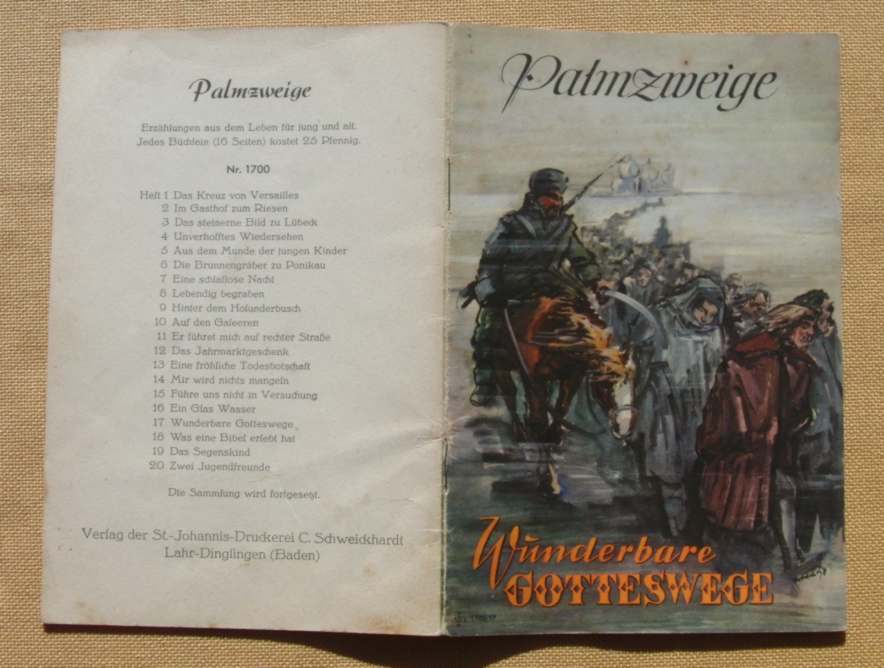 Palmzweige
Erzählungen aus dem Leben für jung und alt.
Jedes Büchlein (16 Seiten) kostet 25 Pfennig.
Nr. 1700
Heft 1 Das Kreuz von Versailles
2 Im Gasthof zum Riesen
3 Das steinerne Bild zu Lübeck
4 Unverhofftes Wiedersehen
5 Aus dem Munde der jungen Kinder
6 Die Brunnengräber zu Ponikau
7 Eine schlaflose Nacht
8 Lebendig begraben
9 Hinter dem Holunderbusch
10 Auf den Galeeren
11 Er führet mich auf rechter Straße
12 Das Jahrmarktgeschenk
13 Eine fröhliche Todesbotschaft
14 Mir wird nichts mangeln
15 Führe uns nicht in Versuchung
16 Ein Glas Wasser
17 Wunderbare Gotteswege
18 Was eine Bibel erlebt hat
19 Das Segenskind
20 Zwei Jugendfreunde
Die Sammlung wird fortgesetzt.
Verlag der St.-Johannis-Druckerei C. Schweickhardt
Lahr-Dinglingen (Baden)
Palmzweige
Wunderbare
GOTTESWEGE